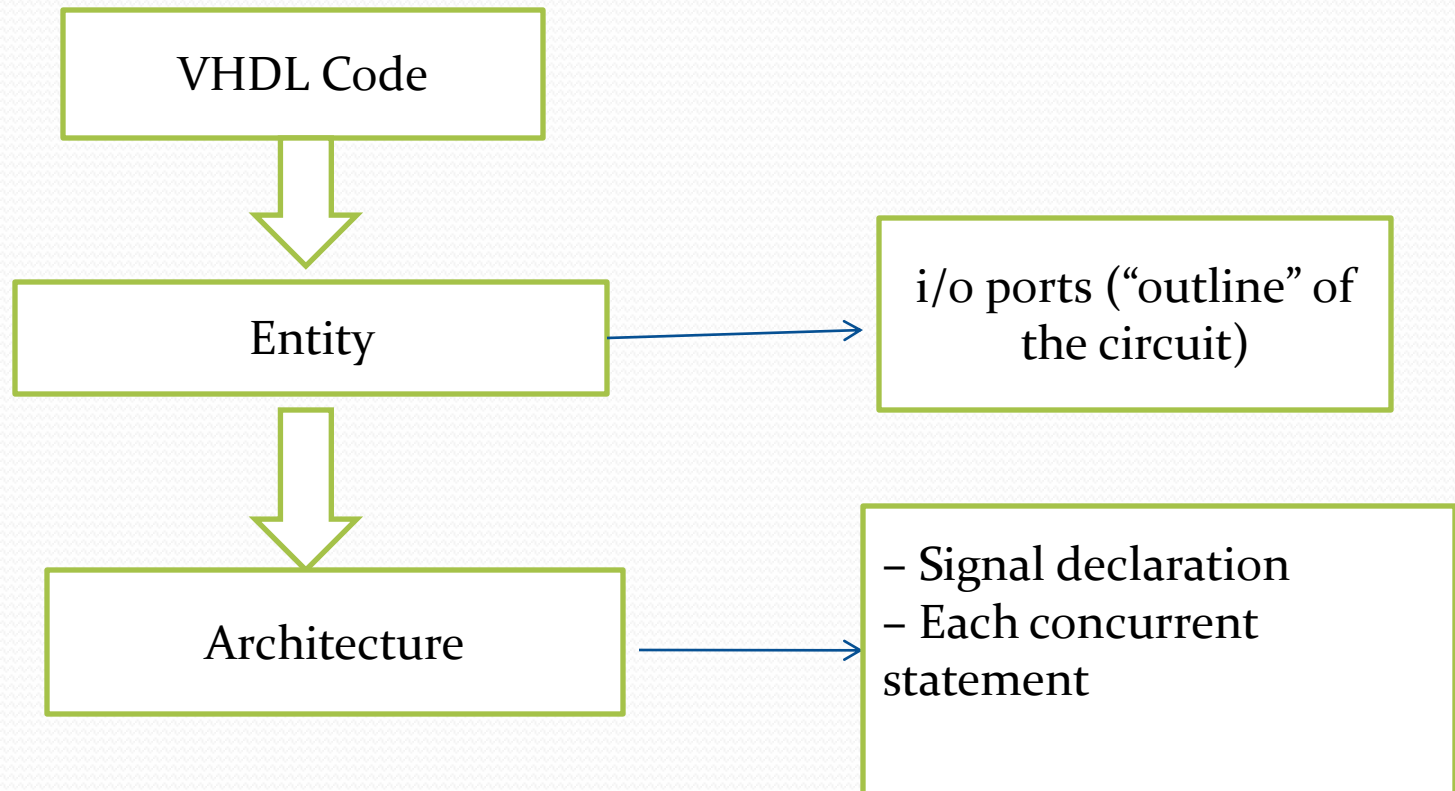 VHDL Code
Entity
i/o ports (“outline” of
the circuit)
Architecture
– Signal declaration
– Each concurrent
statement